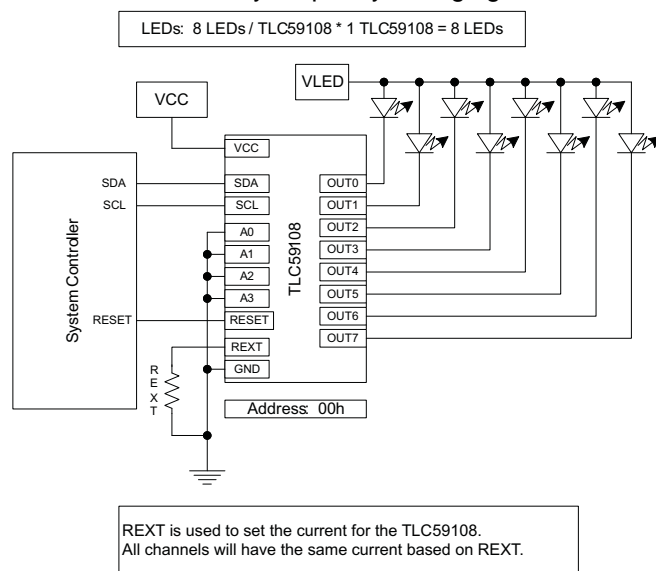 LEDs: 8 LEDs / TLC59108 * 1 TLC59108 = 8 LEDs
VLED
VCC
VCC
SDA
SDA
OUT0
SCL
SCL
OUT1
A0
OUT2
A1
OUT3
A2
OUT4
A3
OUT5
RESET
RESET
OUT6
REXT
OUT7
GND
System Contrdler
TLC59108
REXT
Address: 00h
REXT is used to set the current for the TLC59108.
All channels will have the same current based on REXT.